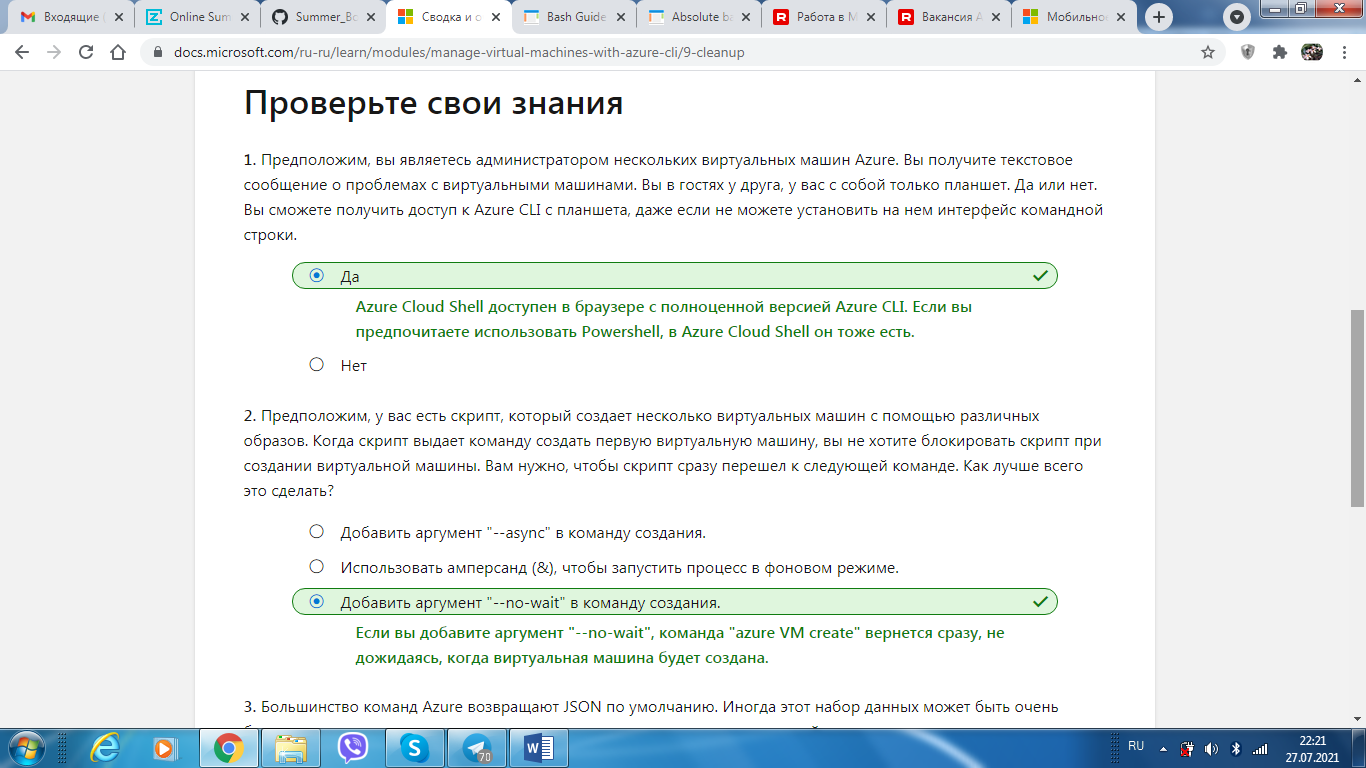 Входящие (
Online Sum
Summer_Bo
Сводка и о
Bash Guide
Absolute ba
Работа в М
Вакансия А
Мобильно
docs.microsoft.com/ru-ru/learn/modules/manage-virtual-machines-with-azure-cli/9-cleanup
Проверьте свои знания
1. Предположим, вы являетесь администратором нескольких виртуальных машин Azure. Вы получите текстовое
сообщение о проблемах с виртуальными машинами. Вы в гостях у друга, у вас с собой только планшет. Да или нет.
Вы сможете получить доступ к Azure CLI с планшета, даже если не можете установить на нем интерфейс командной
строки.
Да
Azure Cloud Shell доступен в браузере с полноценной версией Azure CLI. Если вы
предпочитаете использовать Powershell, в Azure Cloud Shell он тоже есть.
Нет
2. Предположим, у вас есть скрипт, который создает несколько виртуальных машин с помощью различных
образов. Когда скрипт выдает команду создать первую виртуальную машину, вы не хотите блокировать скрипт при
создании виртуальной машины. Вам нужно, чтобы скрипт сразу перешел к следующей команде. Как лучше всего
это сделать?
Добавить аргумент "--async" в команду создания.
Использовать амперсанд (&), чтобы запустить процесс в фоновом режиме.
Добавить аргумент "--no-wait" в команду создания.
Если вы добавите аргумент "--no-wait", команда "azure VM create" вернется сразу, не
дожидаясь, когда виртуальная машина будет создана.
3. Большинство команд Azure возвращают JSON по умолчанию. Иногда этот набор данных может быть очень
70
RU
22:21
27.07.2021